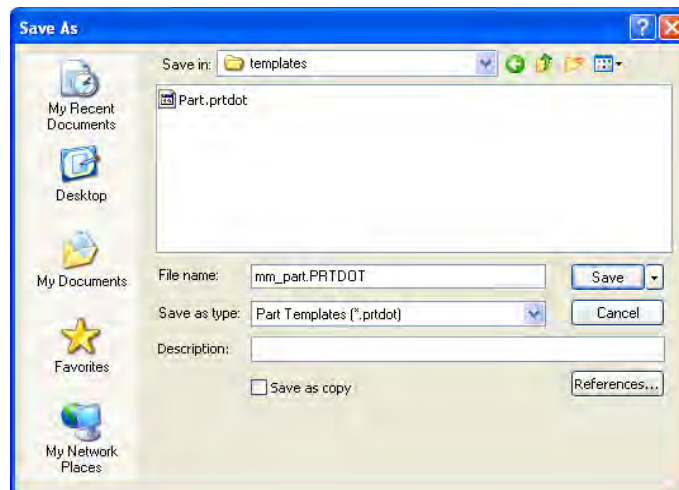 Save As
Save in: templates
Part.prtdot
My Recent
Documents
Desktop
My Documents
Favorites
My Network
Places
File name: mm_part.PRTDOT Save
Save as type: Part Templates (*.prtdot) Cancel
Description:
Save as copy References...